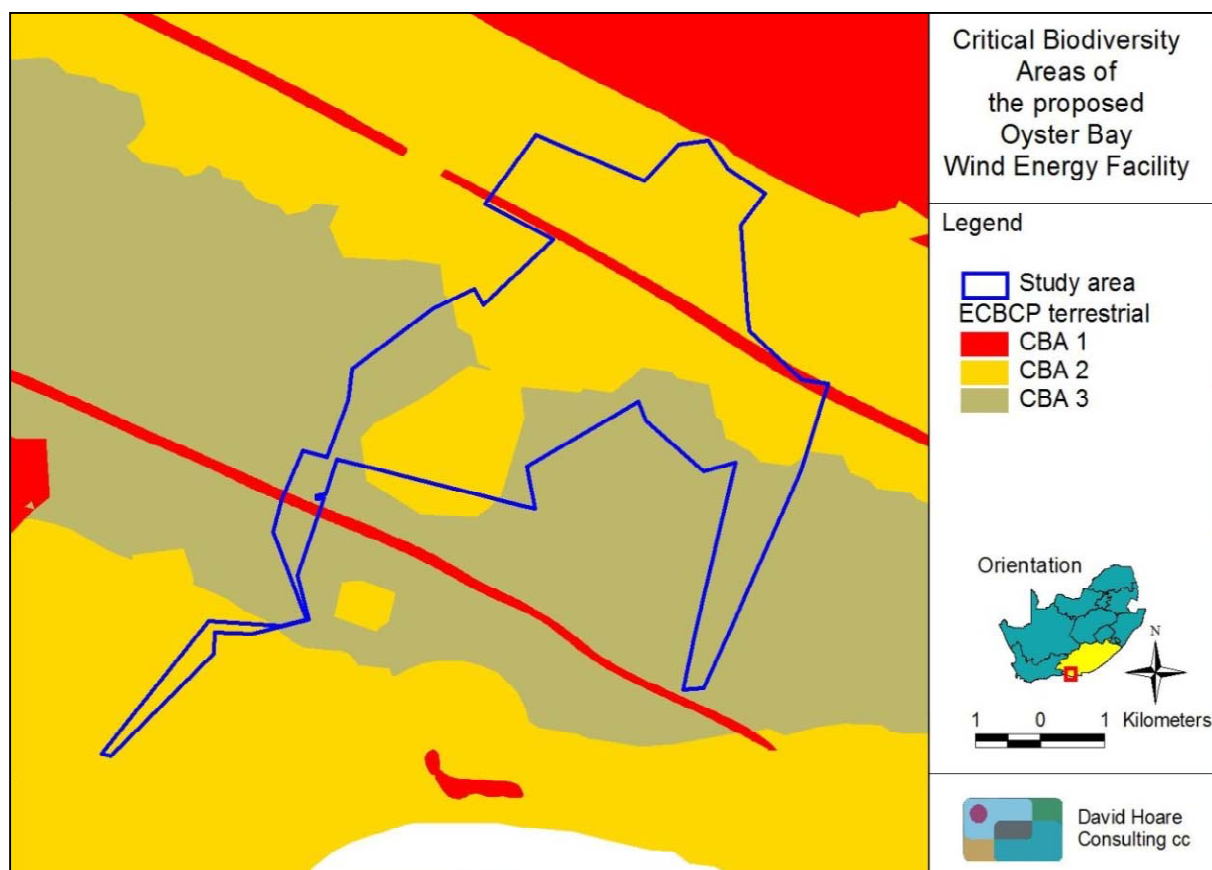 Critical Biodiversity
Areas of
the proposed
Oyster Bay
Wind Energy Facility
Legend
Study area
ECBCP terrestrial
CBA 1
CBA 2
CBA 3
Orientation
N
1 0 1 Kilometers
David Hoare
Consulting cc